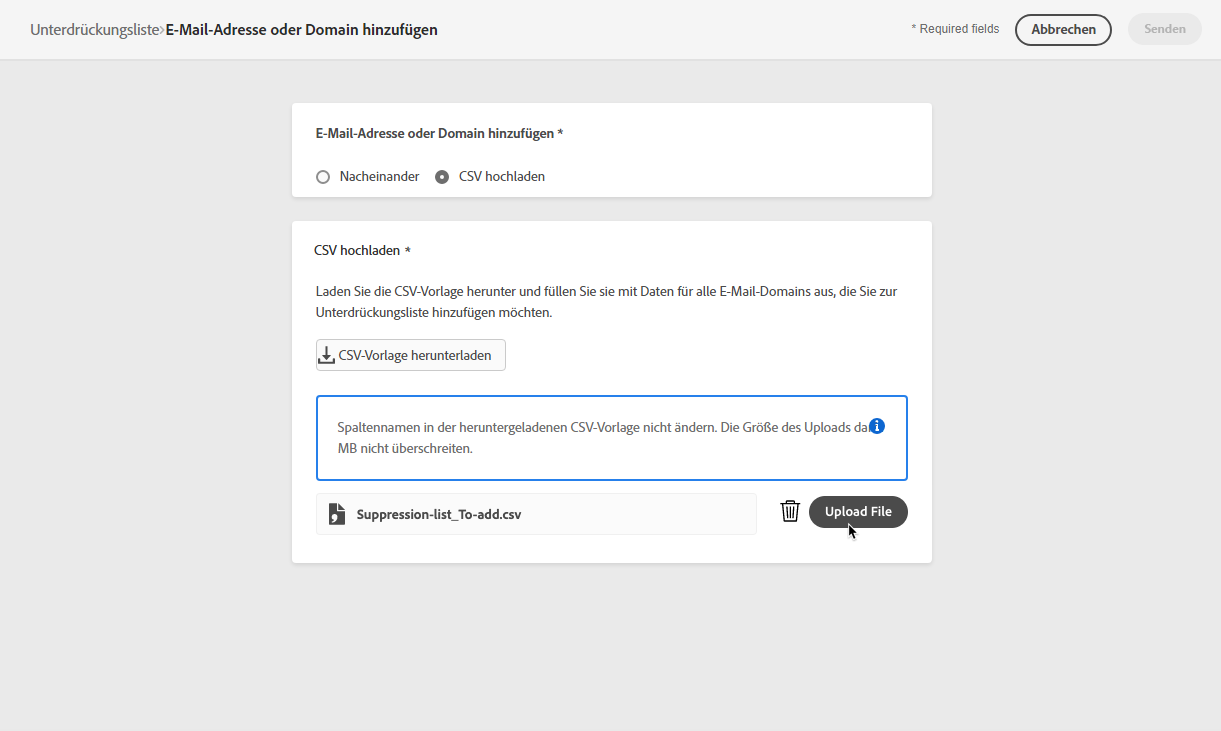 Unterdrückungsliste›E-Mail-Adresse oder Domain hinzufügen
* Required fields
Abbrechen
Senden
E-Mail-Adresse oder Domain hinzufügen *
Nacheinander
CSV hochladen
CSV hochladen *
Laden Sie die CSV-Vorlage herunter und füllen Sie sie mit Daten für alle E-Mail-Domains aus, die Sie zur
Unterdrückungsliste hinzufügen möchten.
CSV-Vorlage herunterladen
Spaltennamen in der heruntergeladenen CSV-Vorlage nicht ändern. Die Größe des Uploads
MB nicht überschreiten.
Suppression-list_To-add.csv
Upload File